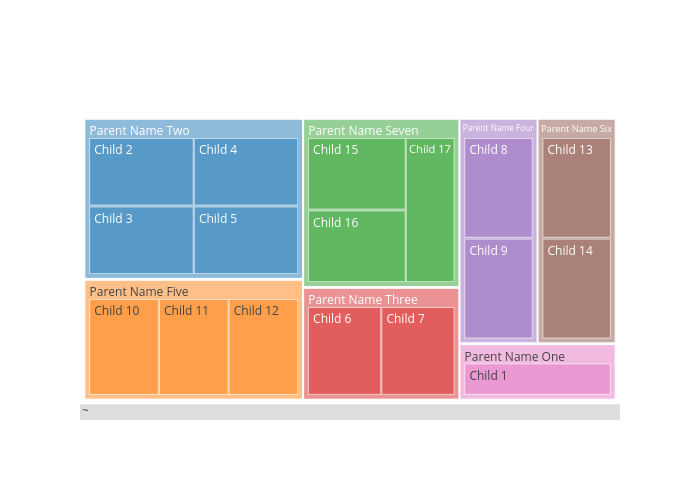 Parent Name Two
Child 2
Child 4
Child 3
Child 5
Parent Name Five
Child 10
Child 11
Child 12
Parent Name Seven
Child 15
Child 17
Child 16
Parent Name Three
Child 6
Child 7
Parent Name Four
Child 8
Child 9
Parent Name Six
Child 13
Child 14
Parent Name One
Child 1
~